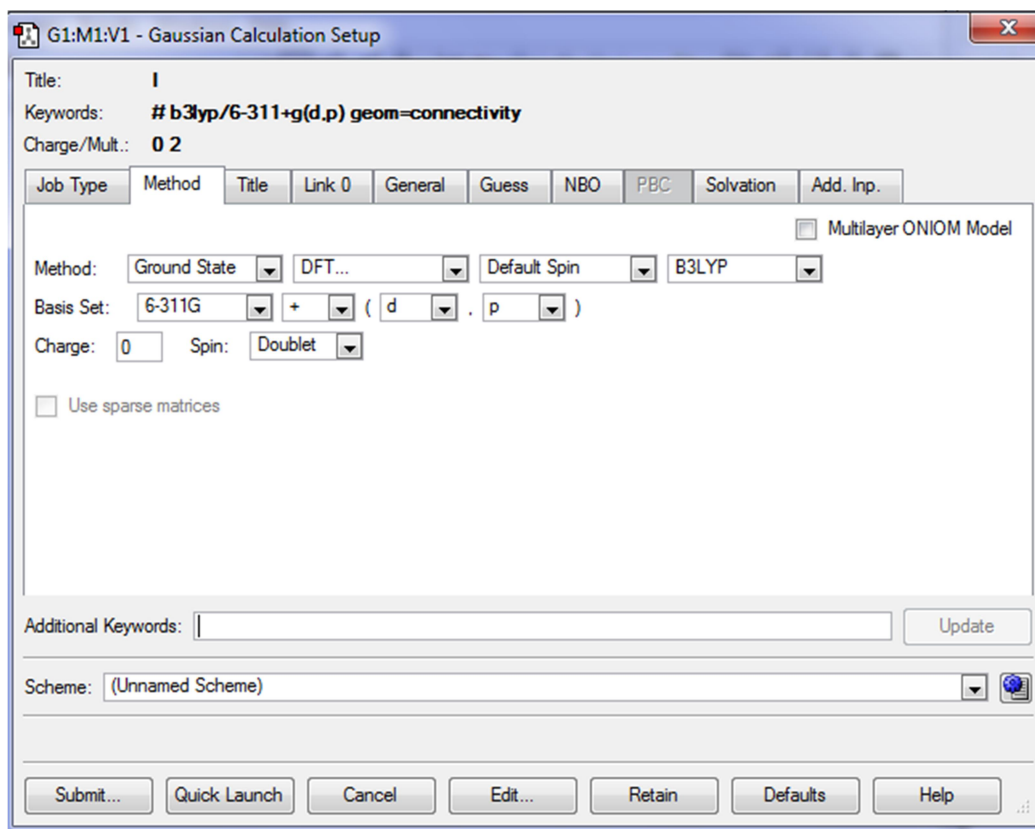 G1:M1:V1 - Gaussian Calculation Setup
Title: I
Keywords: # b3lyp/6-311+g(d,p) geom=connectivity
Charge/Mult.: 0 2
Job Type Method Title Link 0 General Guess NBO PBC Solvation Add. Inp.
Multilayer ONIOM Model
Method: Ground State DFT... Default Spin B3LYP
Basis Set: 6-311G + ( d , p )
Charge: 0 Spin: Doublet
Use sparse matrices
Additional Keywords: Update
Scheme: (Unnamed Scheme)
Submit... Quick Launch Cancel Edit... Retain Defaults Help